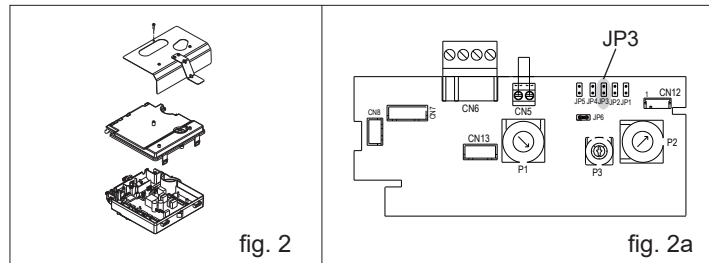 JP3
JP5 JP4 JP3 JP2 JP1
1 CN12
CN6
CN5
CN8
CN7
JP6
CN13
P1
P3
P2
fig. 2
fig. 2a